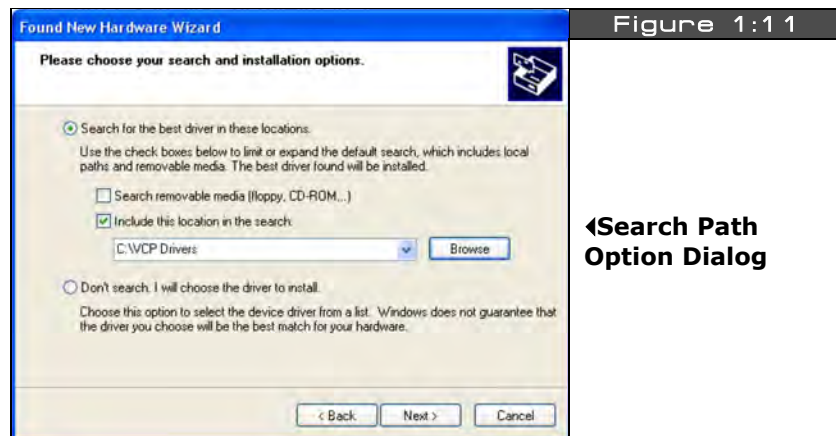 Figure 1:11
Found New Hardware Wizard
Please choose your search and installation options.
Search for the best driver in these locations.
Use the check boxes below to limit or expand the default search, which includes local
paths and removable media. The best driver found will be installed.
Search removable media (floppy, CD-ROM...)
Include this location in the search:
C:\VCP Drivers
Browse
Don't search. I will choose the driver to install.
Choose this option to select the device driver from a list. Windows does not guarantee that
the driver you choose will be the best match for your hardware.
< Back
Next >
Cancel
Search Path
Option Dialog